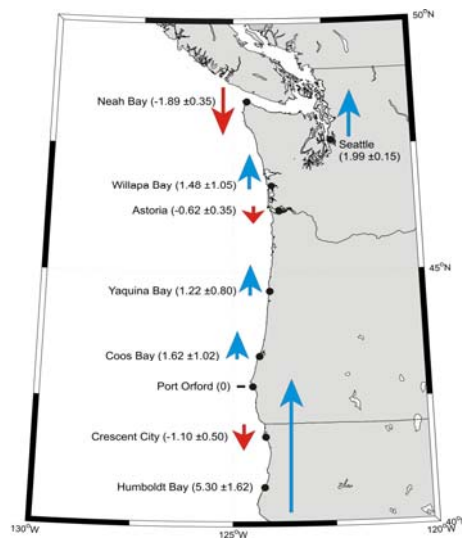 50°N
Neah Bay (-1.89 ±0.35)
Seattle
(1.99 ±0.15)
Willapa Bay (1.48 ±1.05)
Astoria (-0.62 ±0.35)
45°N
Yaquina Bay (1.22 ±0.80)
Coos Bay (1.62 ±1.02)
Port Orford (0)
Crescent City (-1.10 ±0.50)
Humboldt Bay (5.30 ±1.62)
130°W
125°W
120°W
40°N